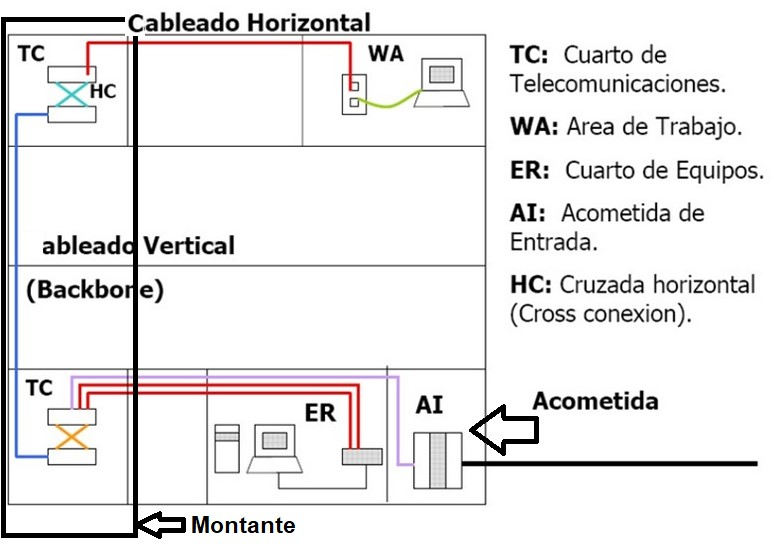 Cableado Horizontal
TC
HC
WA
ableado Vertical
(Backbone)
TC
ER
AI
Acometida
Montante
TC: Cuarto de
Telecomunicaciones.
WA: Area de Trabajo.
ER: Cuarto de Equipos.
AI: Acometida de
Entrada.
HC: Cruzada horizontal
(Cross conexion).